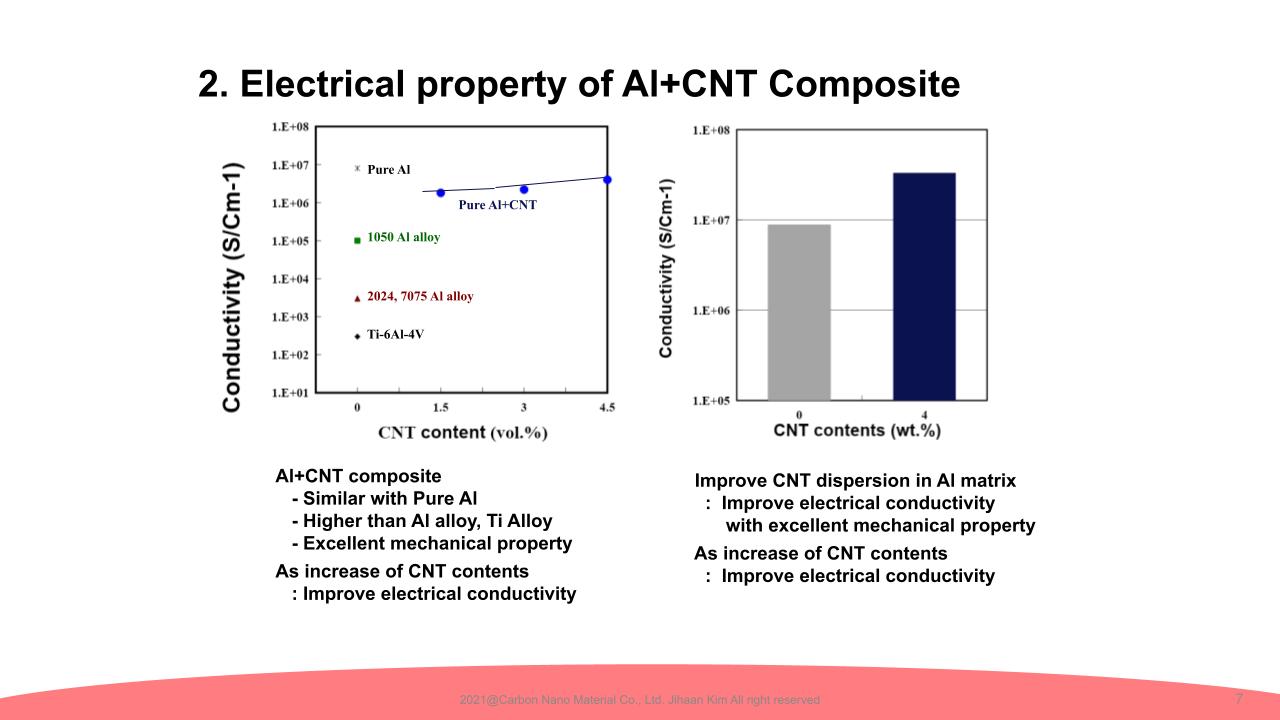 2. Electrical property of Al+CNT Composite
Conductivity (S/Cm-1)
1.E+08
1.E+07
1.E+06
1.E+05
1.E+04
1.E+03
1.E+02
1.E+01
Pure Al
Pure Al+CNT
1050 Al alloy
2024, 7075 Al alloy
Ti-6Al-4V
0 1.5 3 4.5
CNT content (vol.%)
Conductivity (S/Cm-1)
1.E+08
1.E+07
1.E+06
1.E+05
0 4
CNT contents (wt.%)
Al+CNT composite
- Similar with Pure Al
- Higher than Al alloy, Ti Alloy
- Excellent mechanical property
As increase of CNT contents
: Improve electrical conductivity
Improve CNT dispersion in Al matrix
: Improve electrical conductivity
with excellent mechanical property
As increase of CNT contents
: Improve electrical conductivity
2021@Carbon Nano Material Co., Ltd. Jihaan Kim All right reserved
7